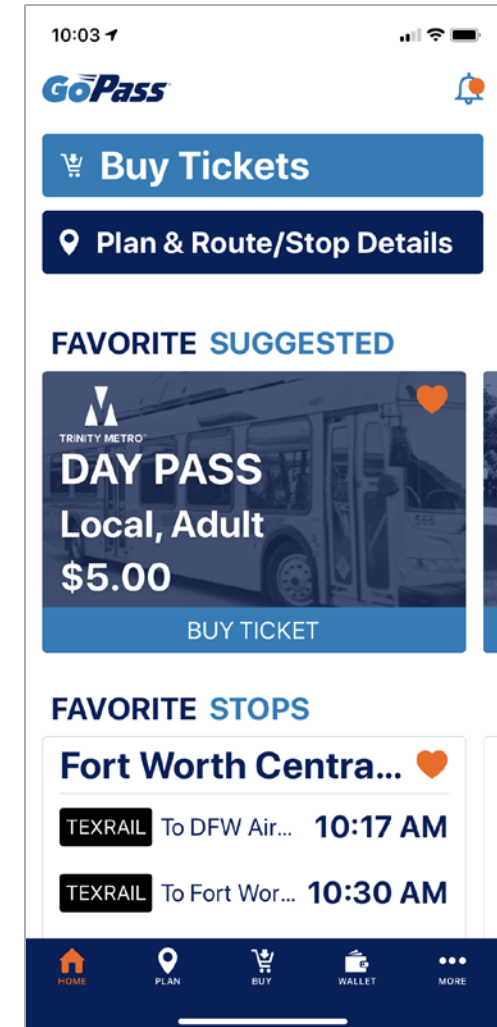 10:03
GoPass
Buy Tickets
Plan & Route/Stop Details
FAVORITE SUGGESTED
TRINITY METRO
DAY PASS
Local, Adult
$5.00
566
BUY TICKET
FAVORITE STOPS
Fort Worth Centra...
TEXRAIL To DFW Air... 10:17 AM
TEXRAIL To Fort Wor... 10:30 AM
HOME PLAN BUY WALLET MORE